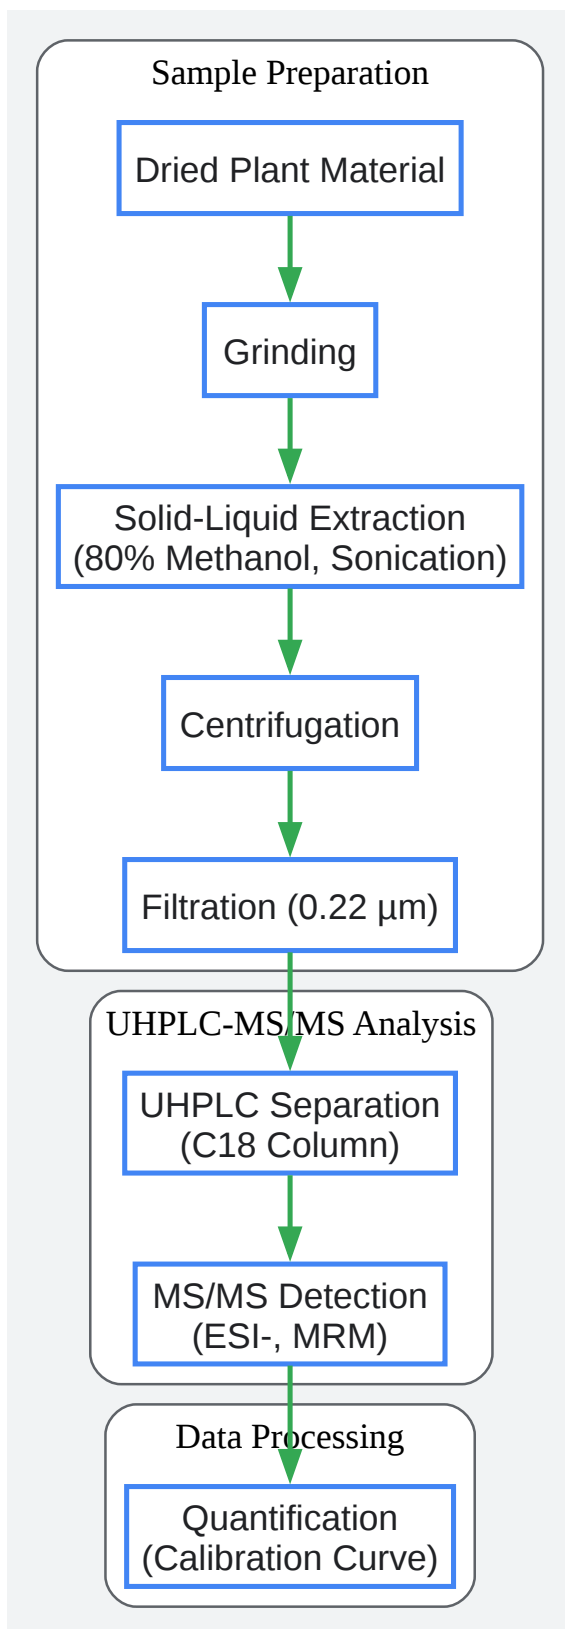 Sample Preparation
Dried Plant Material
Grinding
Solid-Liquid Extraction
(80% Methanol, Sonication)
Centrifugation
Filtration (0.22 µm)
UHPLC-MS/MS Analysis
UHPLC Separation
(C18 Column)
MS/MS Detection
(ESI-, MRM)
Data Processing
Quantification
(Calibration Curve)